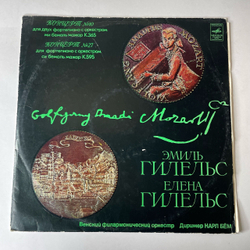 КОНЦЕРТ №10
для двух фортепиано с оркестром
ми бемоль мажор К.365
КОНЦЕРТ №27
для фортепиано с оркестром
си бемоль мажор К.595
Wolfgang Amadi Mozart
ЭМИЛЬ
ГИЛЕЛЬС
ЕЛЕНА
ГИЛЕЛЬС
Венский филармонический оркестр Дирижер КАРЛ БЁМ